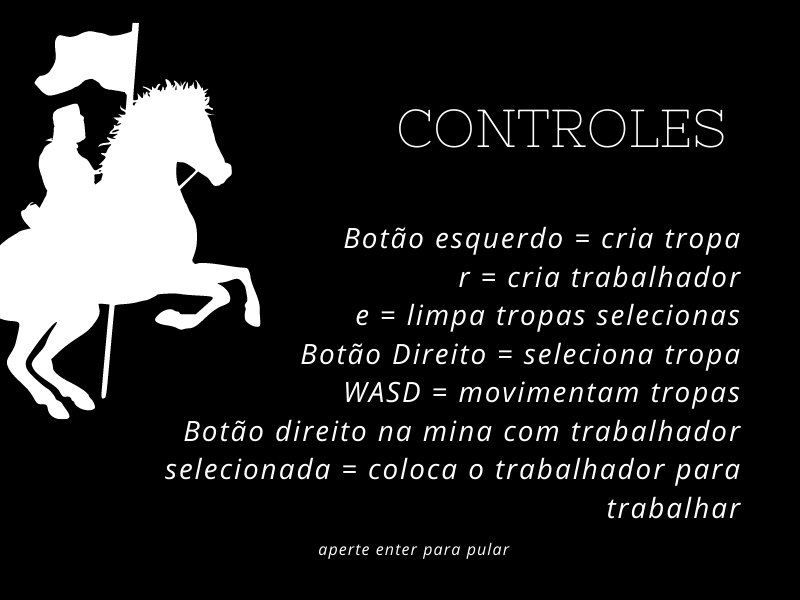 CONTROLES
Botão esquerdo = cria tropa
r = cria trabalhador
e = limpa tropas selecionas
Botão Direito = seleciona tropa
WASD = movimentam tropas
Botão direito na mina com trabalhador
selecionada = coloca o trabalhador para
trabalhar
aperte enter para pular